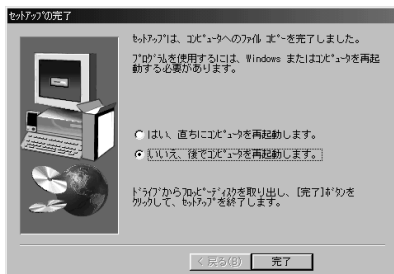 ｾｯﾄｱｯﾌﾟの完了
ｾｯﾄｱｯﾌﾟは、ｺﾝﾋﾟｭｰﾀへのﾌｧｲﾙ ｺﾋﾟｰを完了しました。
ﾌﾟﾛｸﾞﾗﾑを使用するには、Windows またはｺﾝﾋﾟｭｰﾀを再起
動する必要があります。
はい、直ちにｺﾝﾋﾟｭｰﾀを再起動します。
いいえ、後でｺﾝﾋﾟｭｰﾀを再起動します。
ﾄﾞﾗｲﾌﾞからﾌﾛｯﾋﾟｰﾃﾞｨｽｸを取り出し、[完了]ﾎﾞﾀﾝを
ｸﾘｯｸして、ｾｯﾄｱｯﾌﾟを終了します。
< 戻る(B)
完了